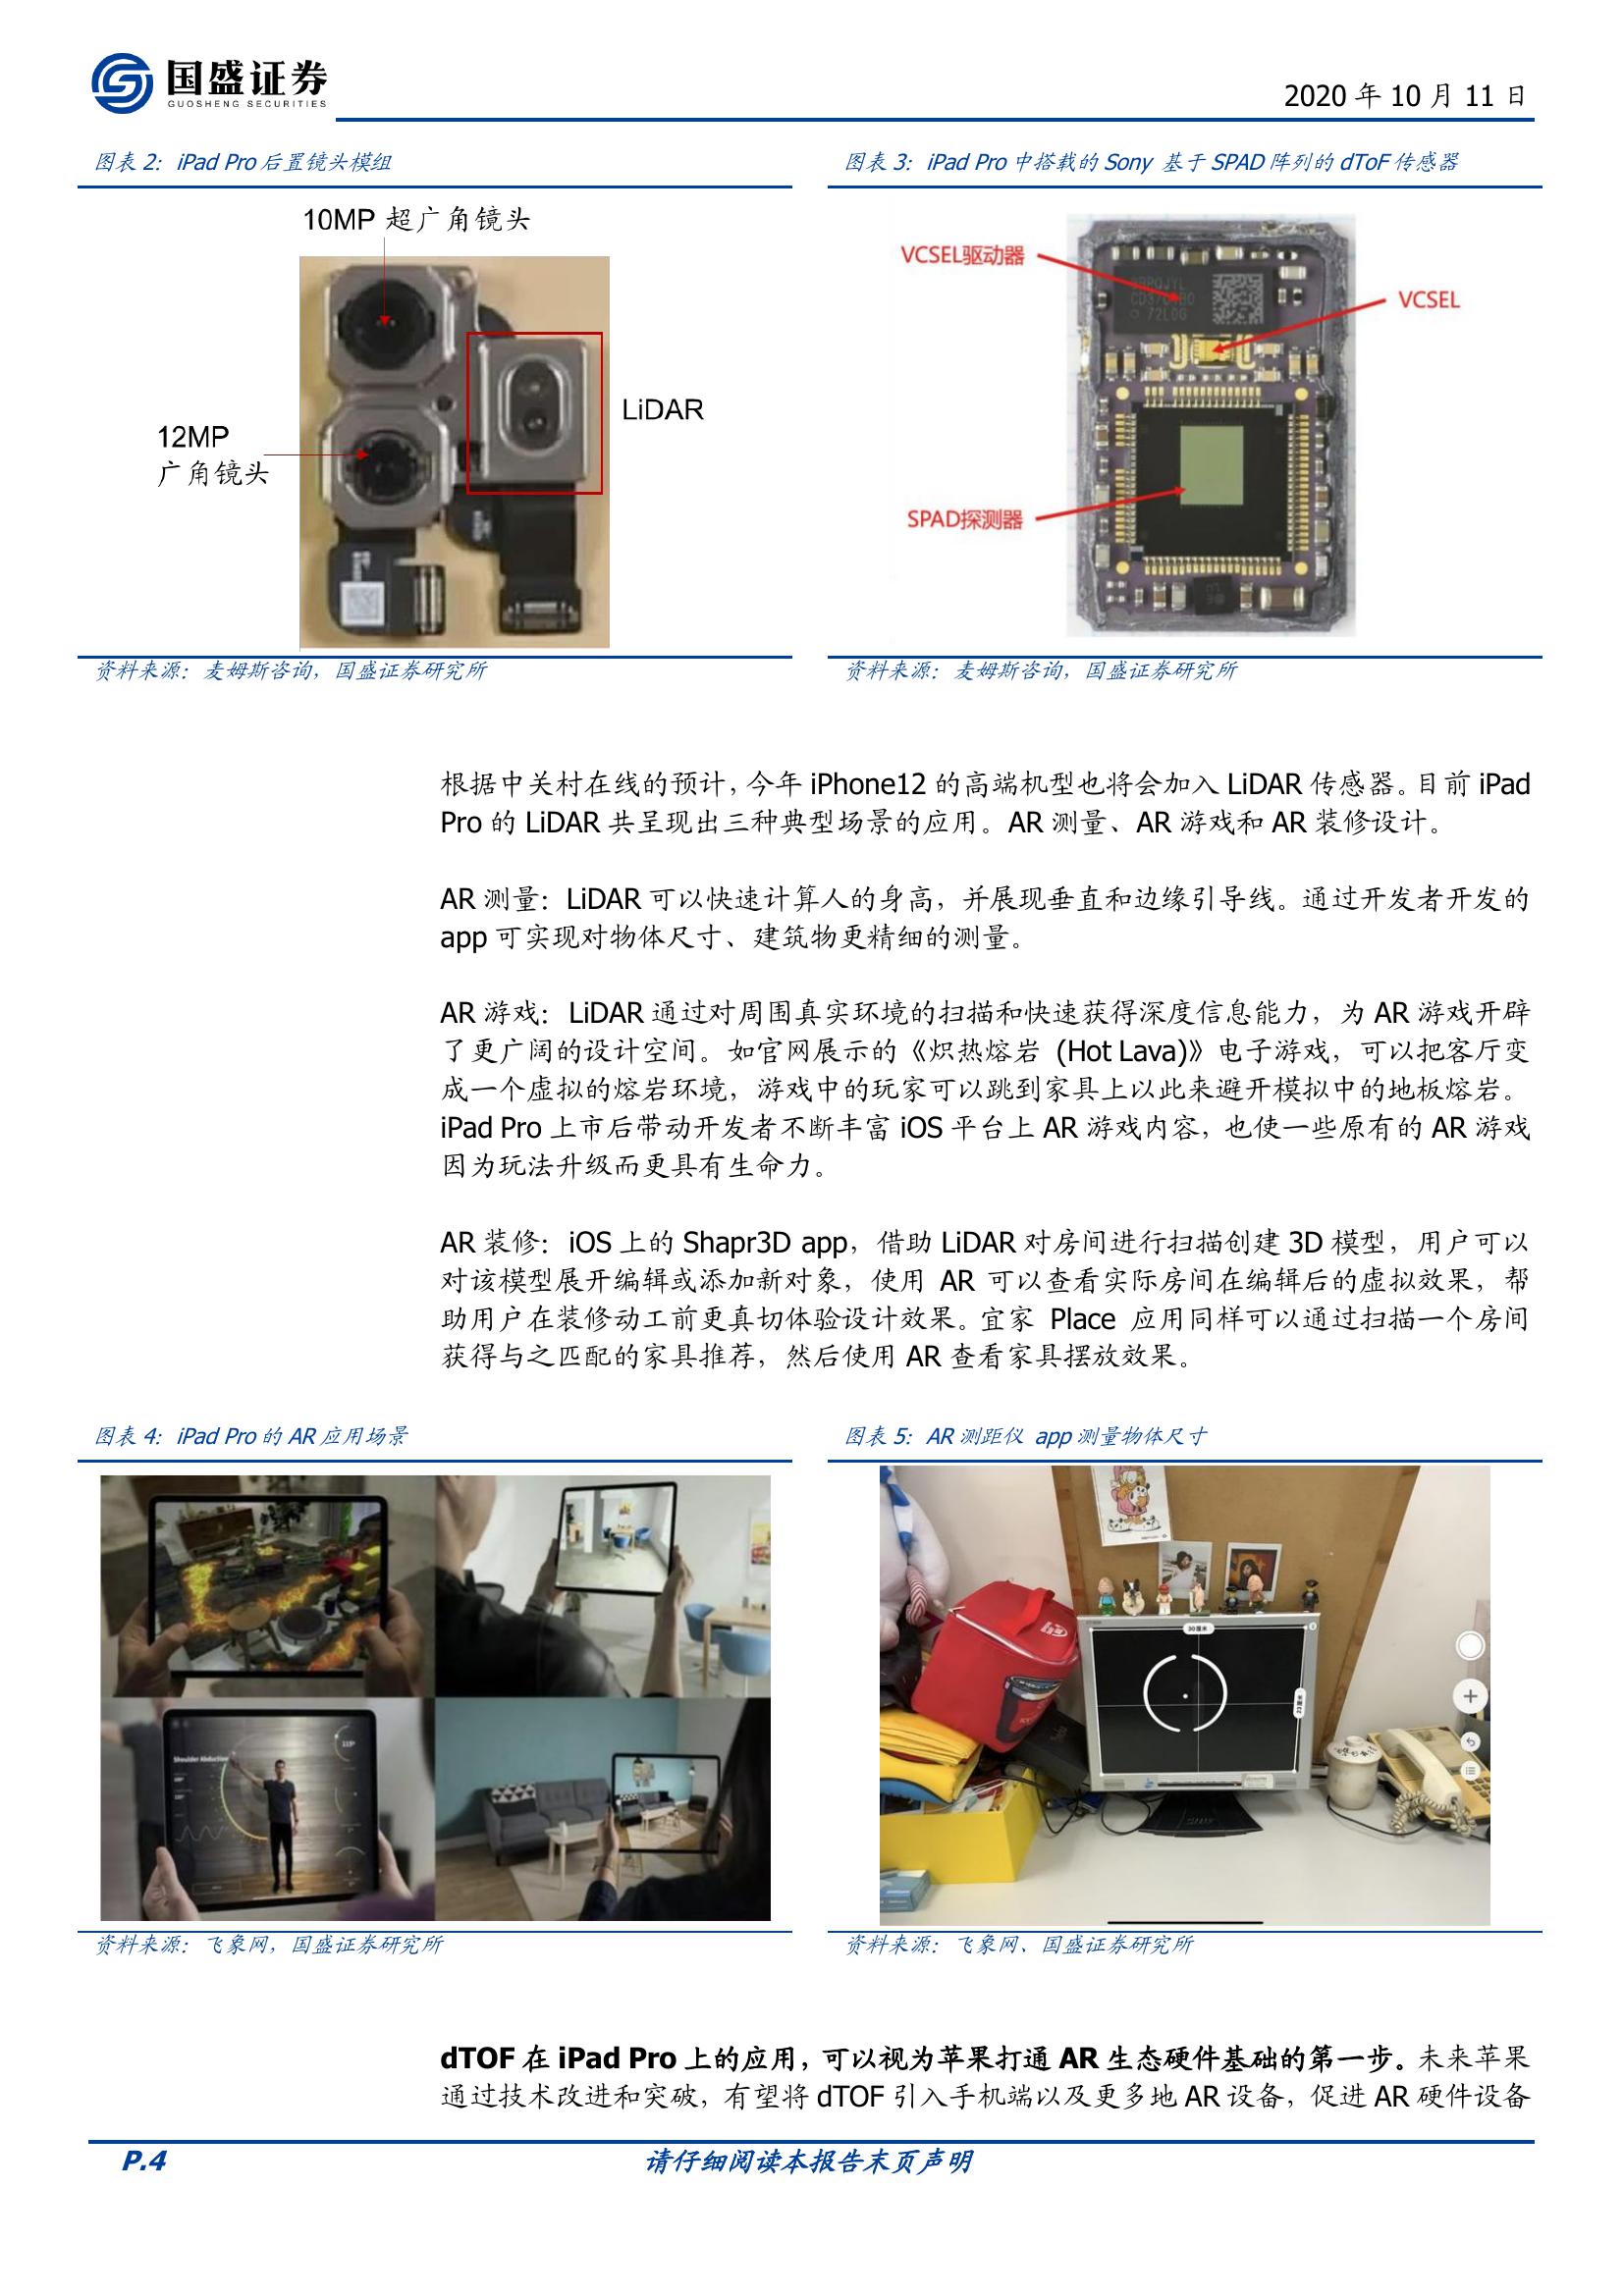 国盛证券
GUOSHENG SECURITIES
2020 年 10 月 11 日
图表 2：iPad Pro 后置镜头模组
10MP 超广角镜头
LiDAR
12MP
广角镜头
资料来源：麦姆斯咨询，国盛证券研究所
图表 3：iPad Pro 中搭载的 Sony 基于 SPAD 阵列的 dToF 传感器
VCSEL驱动器
VCSEL
SPAD探测器
资料来源：麦姆斯咨询，国盛证券研究所
根据中关村在线的预计，今年 iPhone12 的高端机型也将会加入 LiDAR 传感器。目前 iPad
Pro 的 LiDAR 共呈现出三种典型场景的应用。AR 测量、AR 游戏和 AR 装修设计。
AR 测量：LiDAR 可以快速计算人的身高，并展现垂直和边缘引导线。通过开发者开发的
app 可实现对物体尺寸、建筑物更精细的测量。
AR 游戏：LiDAR 通过对周围真实环境的扫描和快速获得深度信息能力，为 AR 游戏开辟
了更广阔的设计空间。如官网展示的《炽热熔岩 (Hot Lava)》电子游戏，可以把客厅变
成一个虚拟的熔岩环境，游戏中的玩家可以跳到家具上以此来避开模拟中的地板熔岩。
iPad Pro 上市后带动开发者不断丰富 iOS 平台上 AR 游戏内容，也使一些原有的 AR 游戏
因为玩法升级而更具有生命力。
AR 装修：iOS 上的 Shapr3D app，借助 LiDAR 对房间进行扫描创建 3D 模型，用户可以
对该模型展开编辑或添加新对象，使用 AR 可以查看实际房间在编辑后的虚拟效果，帮
助用户在装修动工前更真切体验设计效果。宜家 Place 应用同样可以通过扫描一个房间
获得与之匹配的家具推荐，然后使用 AR 查看家具摆放效果。
图表 4：iPad Pro 的 AR 应用场景
Shoulder Abduction
资料来源：飞象网，国盛证券研究所
图表 5：AR 测距仪 app 测量物体尺寸
30厘米
23厘米
资料来源：飞象网、国盛证券研究所
dTOF 在 iPad Pro 上的应用，可以视为苹果打通 AR 生态硬件基础的第一步。未来苹果
通过技术改进和突破，有望将 dTOF 引入手机端以及更多地 AR 设备，促进 AR 硬件设备
P.4
请仔细阅读本报告末页声明